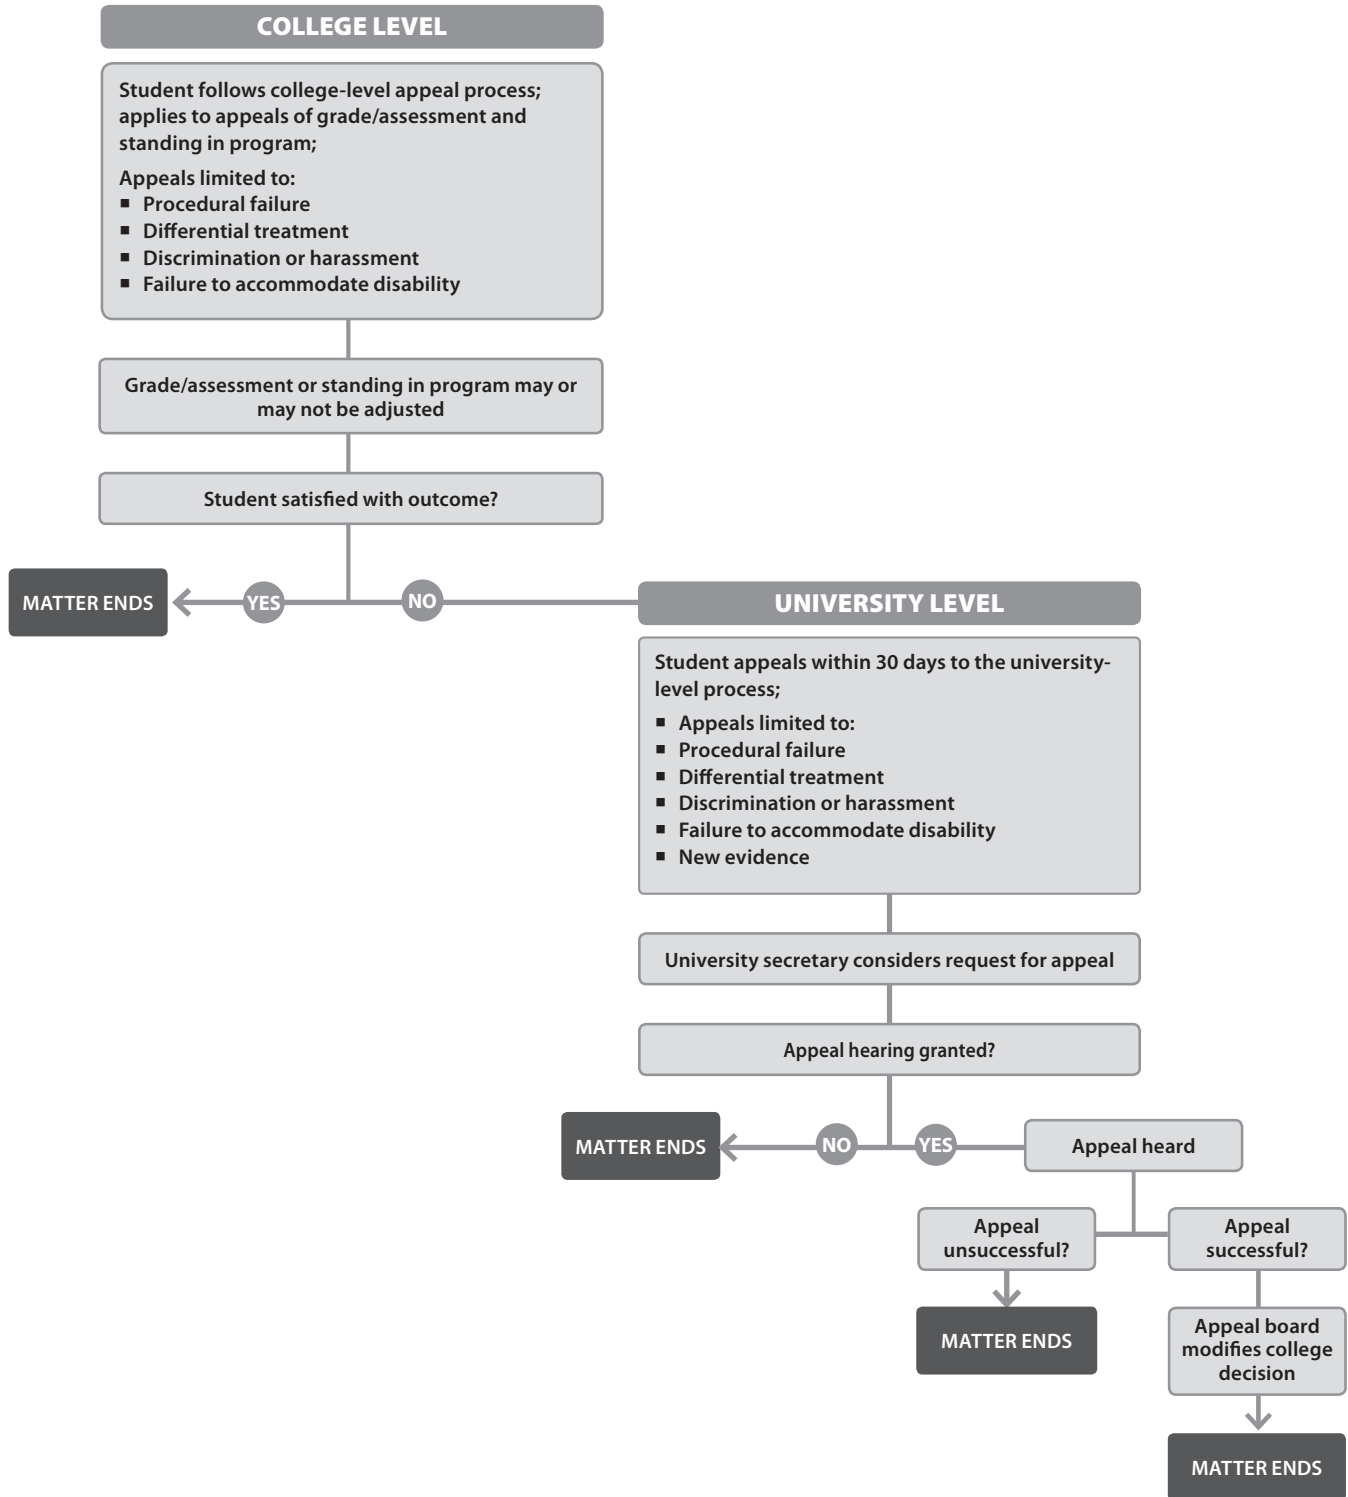 COLLEGE LEVEL
Student follows college-level appeal process;
applies to appeals of grade/assessment and
standing in program;
Appeals limited to:
▪ Procedural failure
▪ Differential treatment
▪ Discrimination or harassment
▪ Failure to accommodate disability
Grade/assessment or standing in program may or
may not be adjusted
Student satisfied with outcome?
MATTER ENDS
YES
NO
UNIVERSITY LEVEL
Student appeals within 30 days to the university-
level process;
▪ Appeals limited to:
▪ Procedural failure
▪ Differential treatment
▪ Discrimination or harassment
▪ Failure to accommodate disability
▪ New evidence
University secretary considers request for appeal
Appeal hearing granted?
MATTER ENDS
NO
YES
Appeal heard
Appeal
unsuccessful?
MATTER ENDS
Appeal
successful?
Appeal board
modifies college
decision
MATTER ENDS